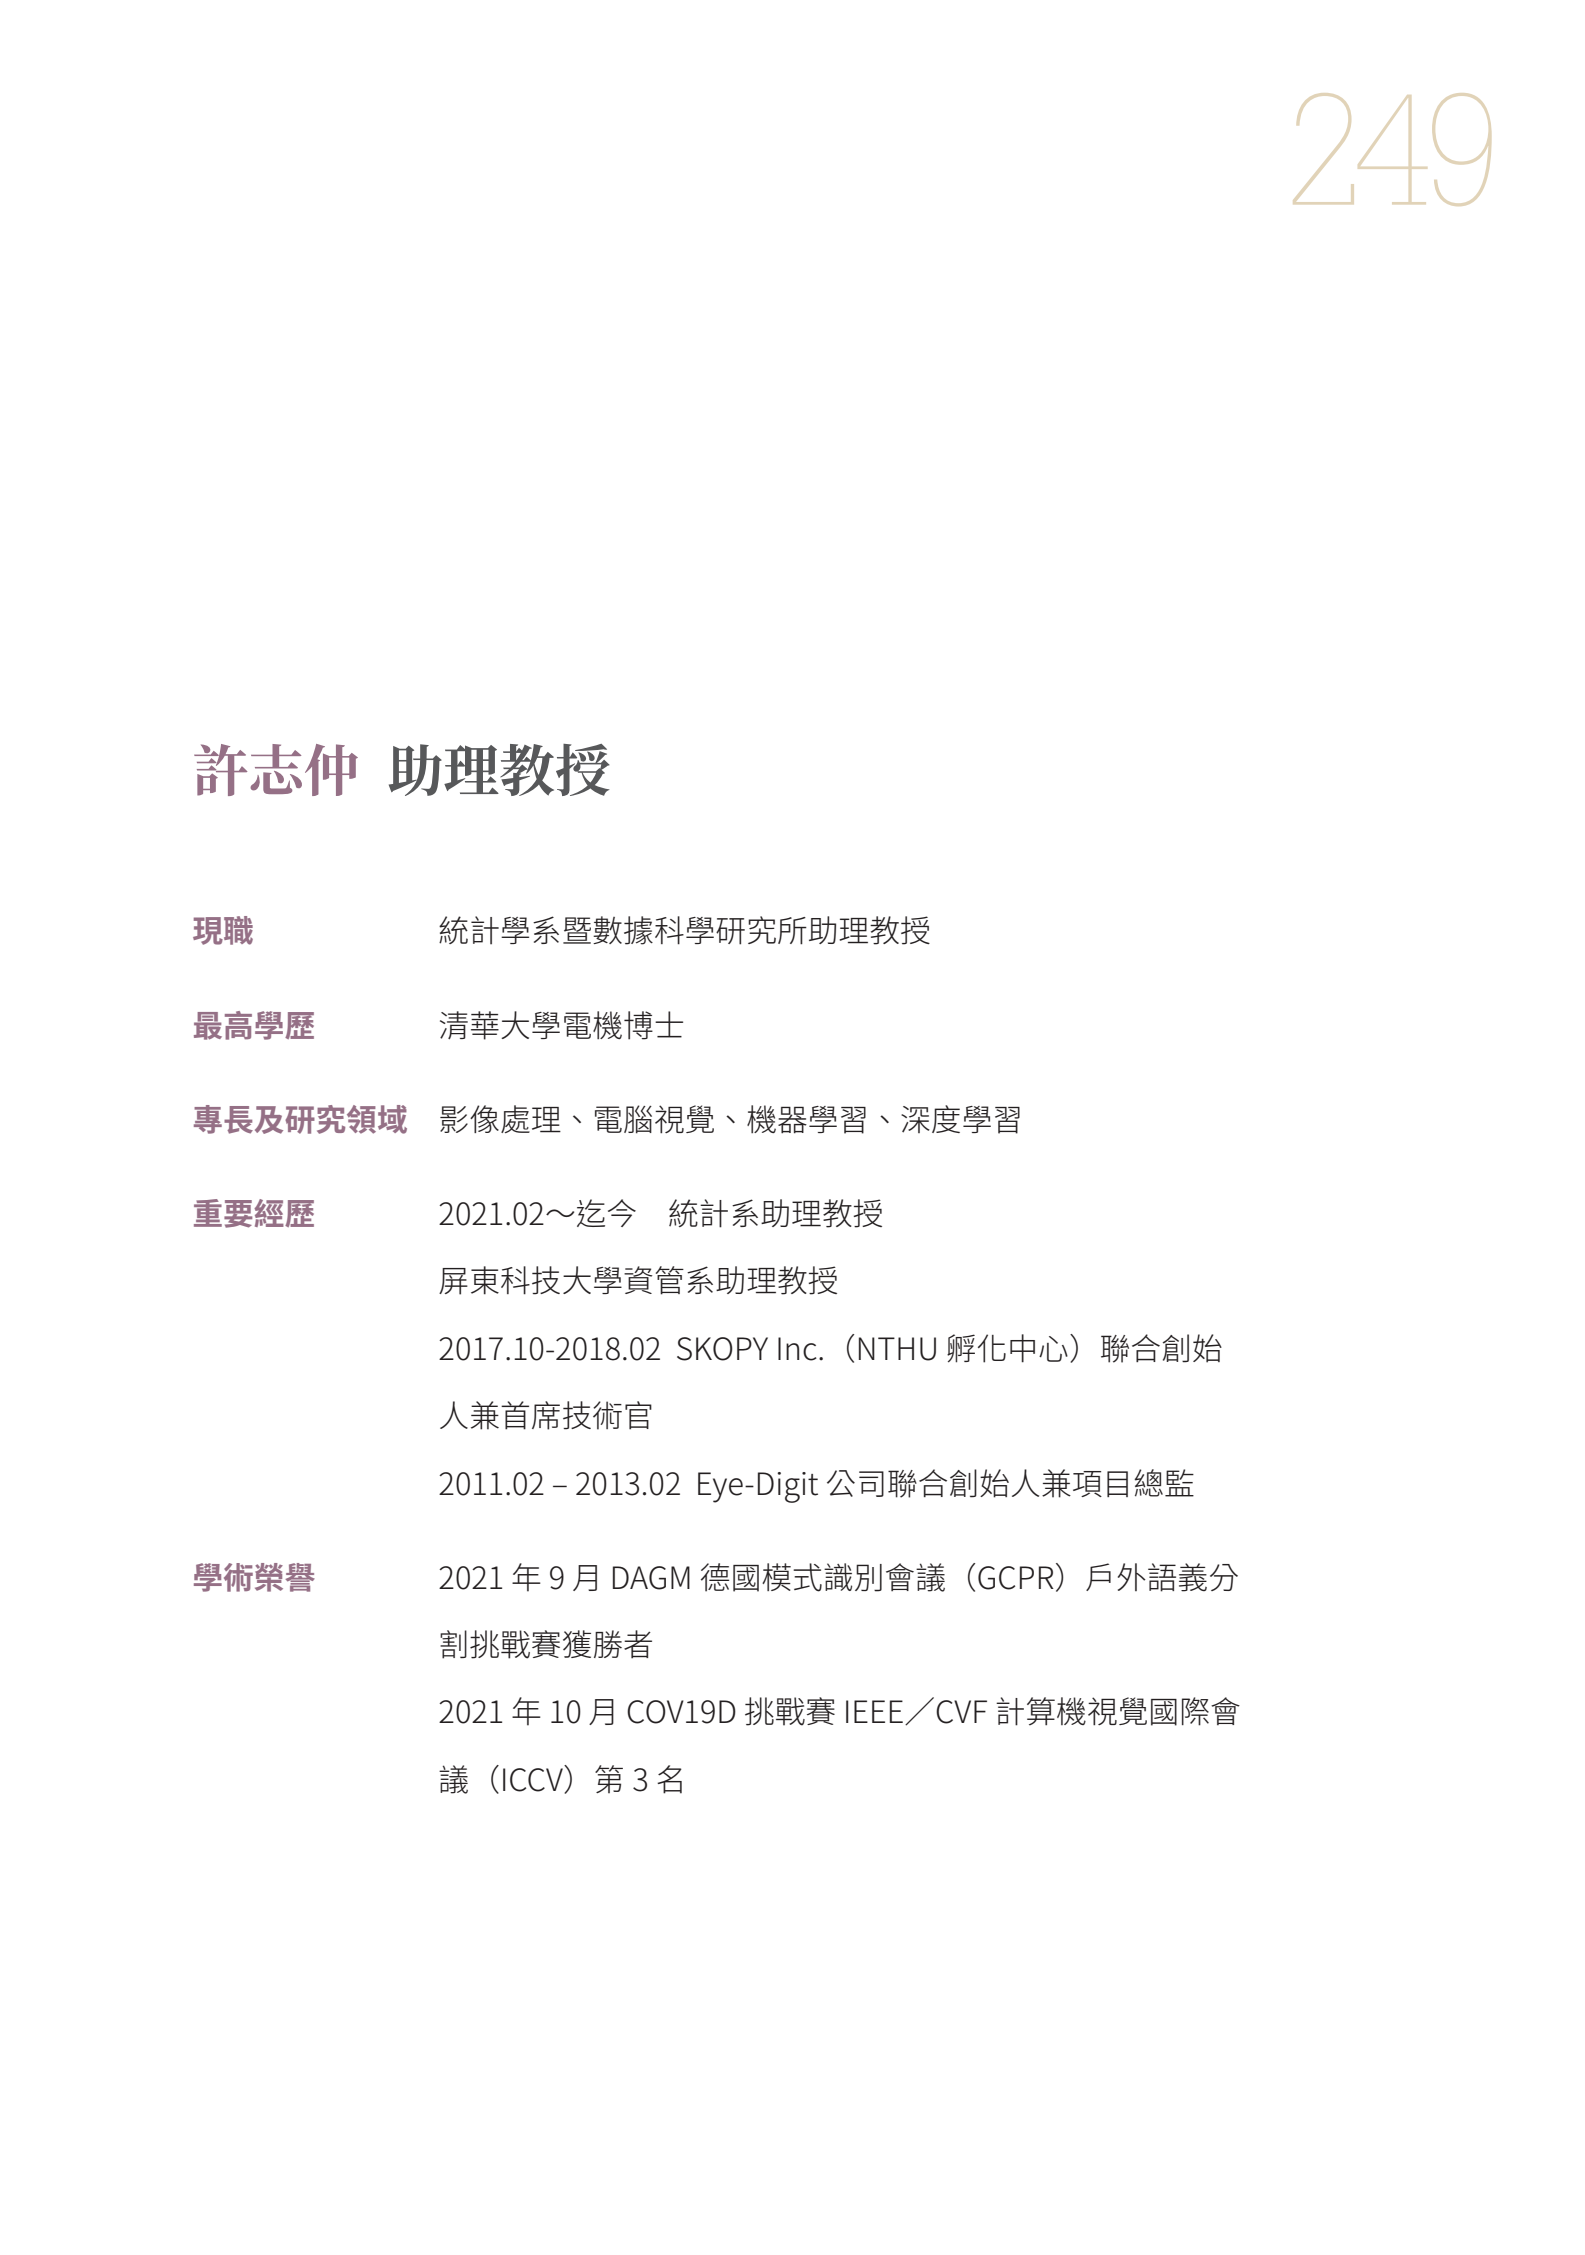 249
許志仲 助理教授
現職 統計學系暨數據科學研究所助理教授
最高學歷 清華大學電機博士
專長及研究領域 影像處理、電腦視覺、機器學習、深度學習
重要經歷 2021.02～迄今　統計系助理教授
屏東科技大學資管系助理教授
2017.10-2018.02 SKOPY Inc.（NTHU 孵化中心）聯合創始
人兼首席技術官
2011.02 – 2013.02 Eye-Digit 公司聯合創始人兼項目總監
學術榮譽 2021 年 9 月 DAGM 德國模式識別會議（GCPR）戶外語義分
割挑戰賽獲勝者
2021 年 10 月 COV19D 挑戰賽 IEEE／CVF 計算機視覺國際會
議（ICCV）第 3 名